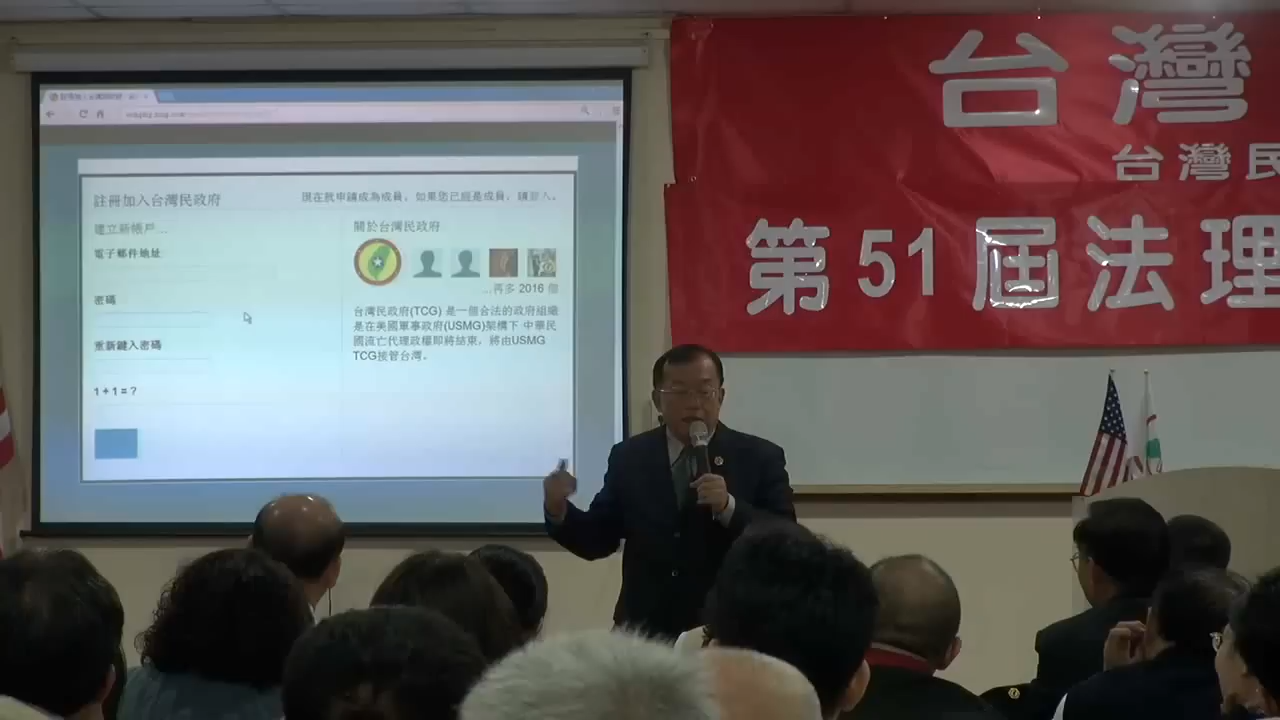 註冊加入台灣民政府
現在就申請成為成員，如果您已經是成員，請登入。
建立新帳戶...
電子郵件地址
密碼
重新鍵入密碼
1 + 1 = ?
關於台灣民政府
...再多 2016 個
台灣民政府(TCG) 是一個合法的政府組織
是在美國軍事政府(USMG)架構下 中華民
國流亡代理政權即將結束，將由USMG
TCG接管台灣。
台灣
台灣民
第51屆法理